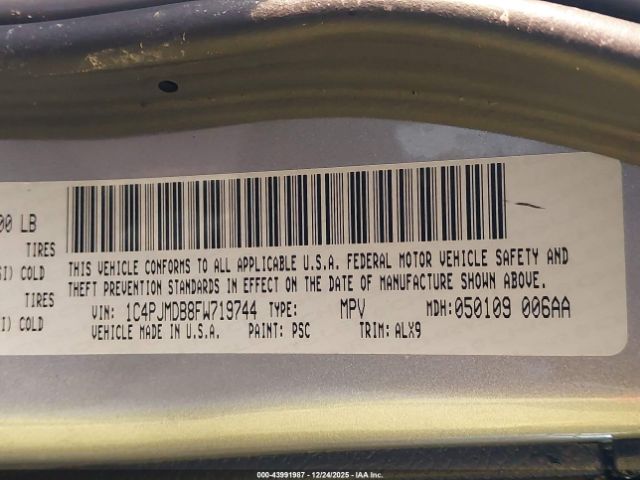 00 LB
TIRES
SI) COLD
TIRES
I) COLD
THIS VEHICLE CONFORMS TO ALL APPLICABLE U.S.A. FEDERAL MOTOR VEHICLE SAFETY AND
THEFT PREVENTION STANDARDS IN EFFECT ON THE DATE OF MANUFACTURE SHOWN ABOVE.
VIN: 1C4PJMDB8FW719744 TYPE: MPV MDH:050109 006AA
VEHICLE MADE IN U.S.A. PAINT: PSC TRIM: ALX9
000-43991987 - 12/24/2025 - IAA Inc.